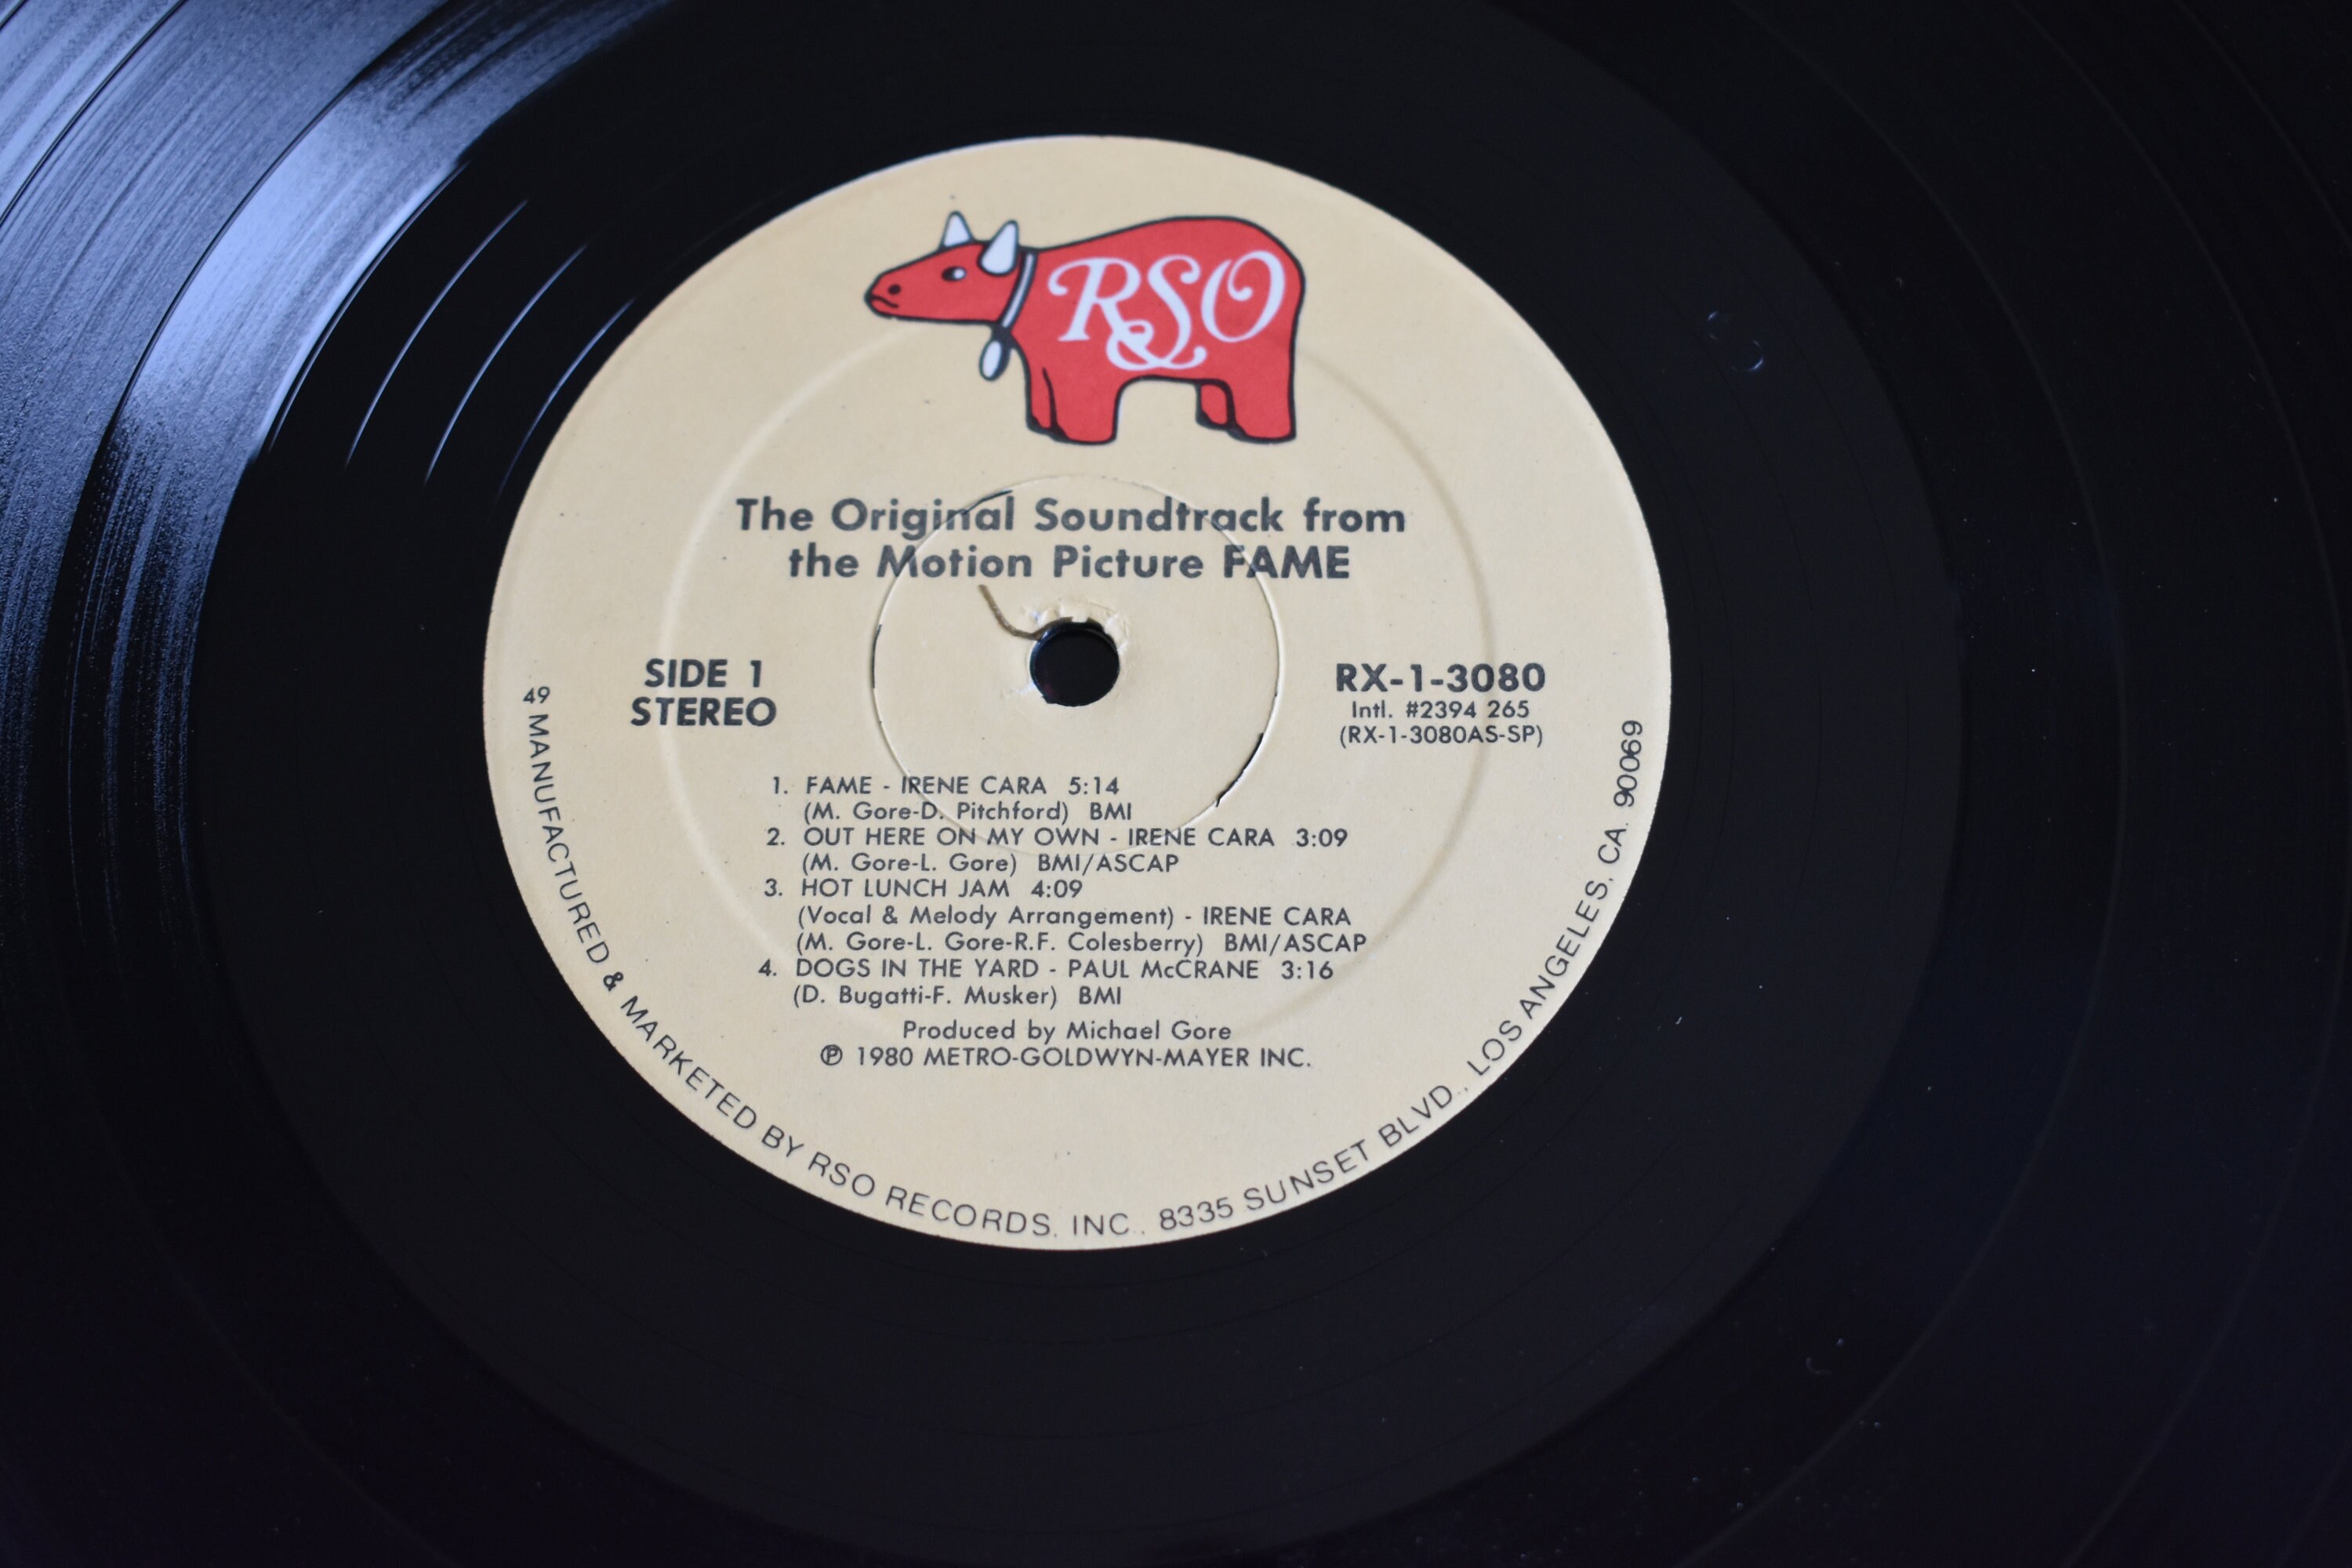 RSO
The Original Soundtrack from
the Motion Picture FAME
SIDE 1
STEREO
RX-1-3080
Intl. #2394 265
(RX-1-3080AS-SP)
1. FAME - IRENE CARA 5:14
(M. Gore-D. Pitchford) BMI
2. OUT HERE ON MY OWN - IRENE CARA 3:09
(M. Gore-L. Gore) BMI/ASCAP
3. HOT LUNCH JAM 4:09
(Vocal & Melody Arrangement) - IRENE CARA
(M. Gore-L. Gore-R.F. Colesberry) BMI/ASCAP
4. DOGS IN THE YARD - PAUL McCRANE 3:16
(D. Bugatti-F. Musker) BMI
Produced by Michael Gore
℗ 1980 METRO-GOLDWYN-MAYER INC.
49 MANUFACTURED & MARKETED BY RSO RECORDS, INC., 8335 SUNSET BLVD., LOS ANGELES, CA. 90069